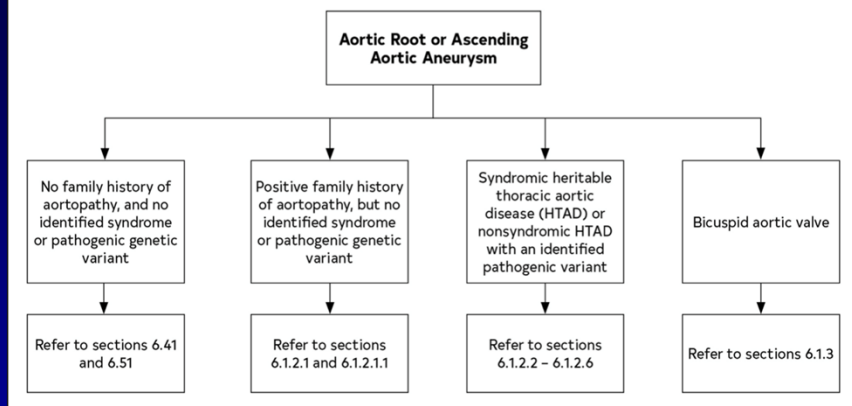 Aortic Root or Ascending
Aortic Aneurysm
No family history of
aortopathy, and no
identified syndrome
or pathogenic genetic
variant
Positive family history
of aortopathy, but no
identified syndrome
or pathogenic genetic
variant
Syndromic heritable
thoracic aortic
disease (HTAD) or
nonsyndromic HTAD
with an identified
pathogenic variant
Bicuspid aortic valve
Refer to sections 6.41
and 6.51
Refer to sections
6.1.2.1 and 6.1.2.1.1
Refer to sections
6.1.2.2 – 6.1.2.6
Refer to sections 6.1.3